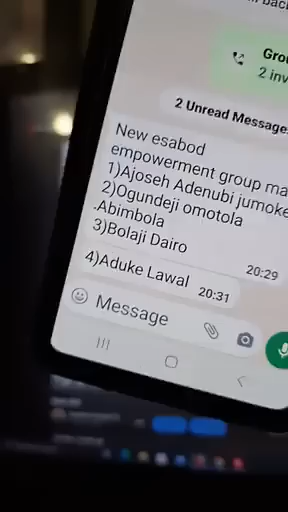 2 inv
2 Unread Message
New esabod
empowerment group ma
1)Ajoseh Adenubi jumoke
2)Ogundeji omotola
.Abimbola
3)Bolaji Dairo
20:29
4)Aduke Lawal 20:31
Message